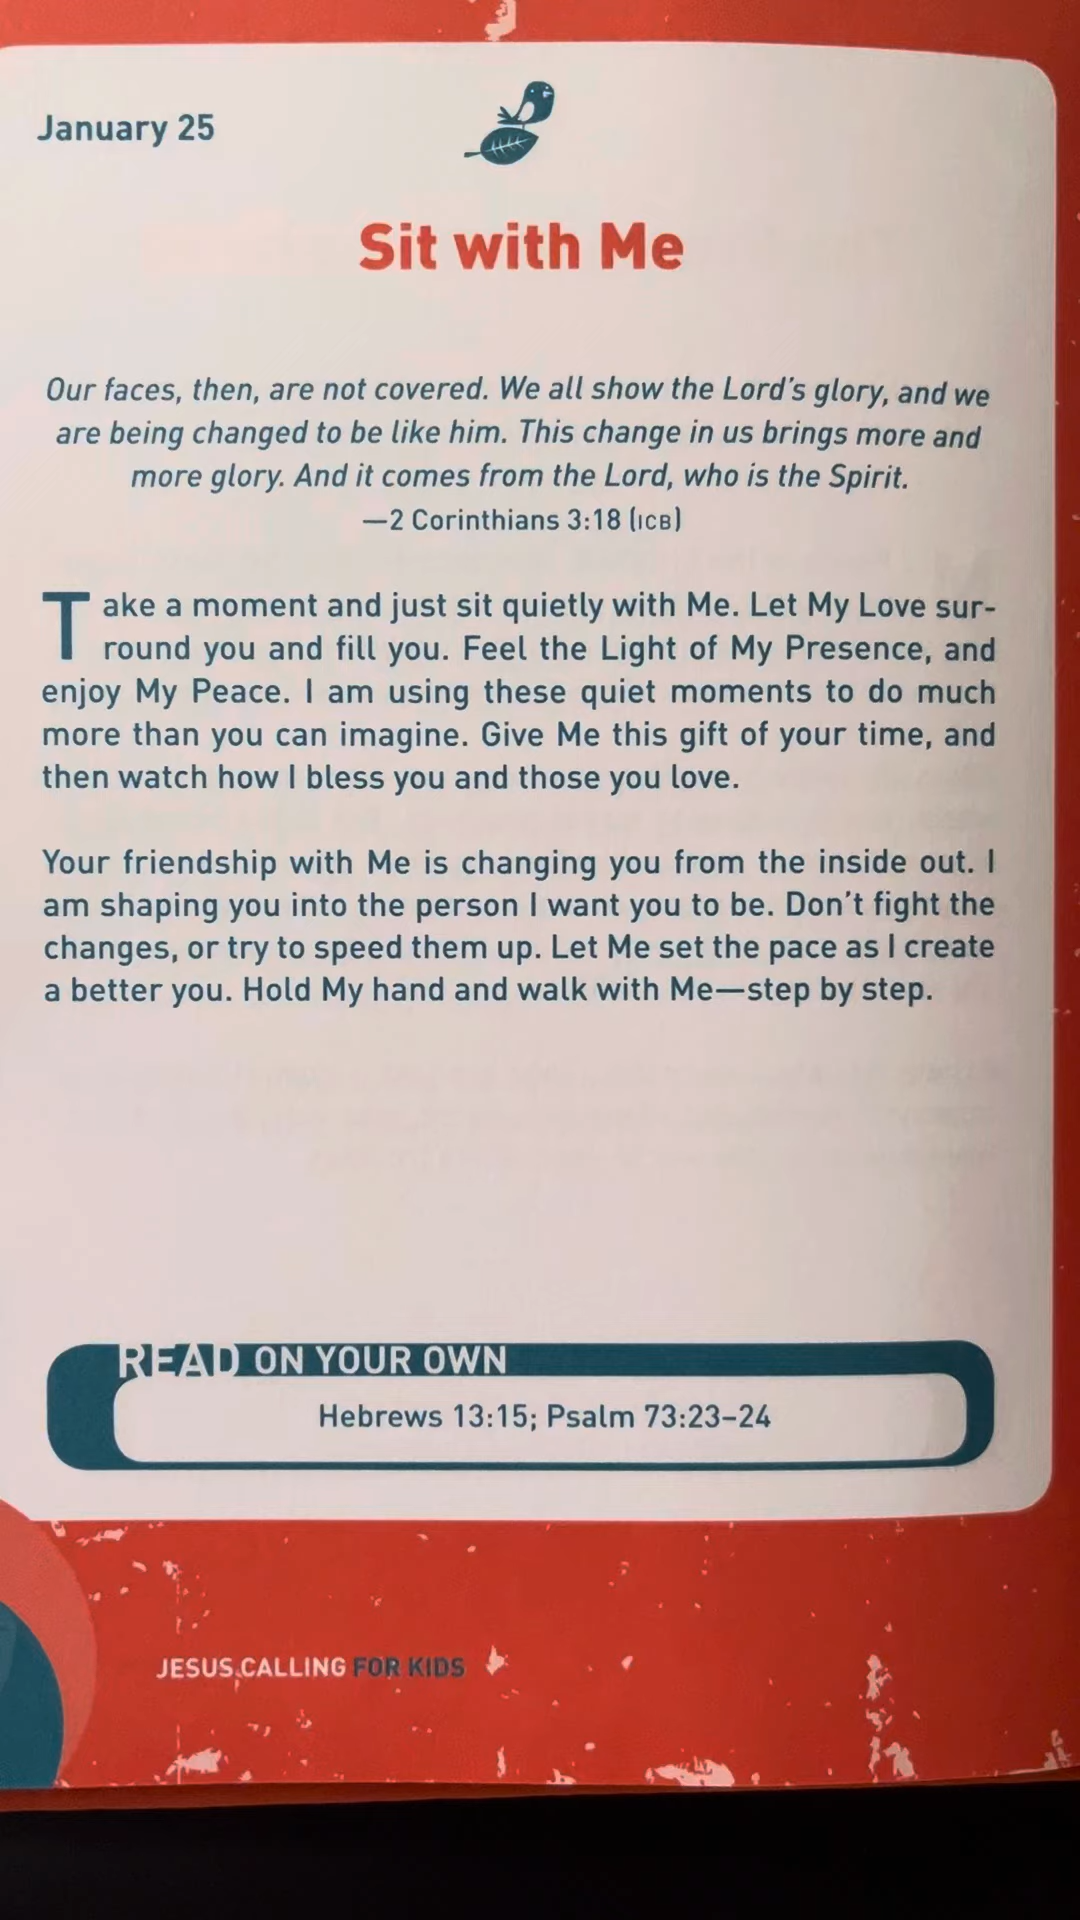 January 25
Sit with Me
Our faces, then, are not covered. We all show the Lord's glory, and we
are being changed to be like him. This change in us brings more and
more glory. And it comes from the Lord, who is the Spirit.
—2 Corinthians 3:18 (ICB)
Take a moment and just sit quietly with Me. Let My Love sur-
round you and fill you. Feel the Light of My Presence, and
enjoy My Peace. I am using these quiet moments to do much
more than you can imagine. Give Me this gift of your time, and
then watch how I bless you and those you love.
Your friendship with Me is changing you from the inside out. I
am shaping you into the person I want you to be. Don't fight the
changes, or try to speed them up. Let Me set the pace as I create
a better you. Hold My hand and walk with Me—step by step.
READ ON YOUR OWN
Hebrews 13:15; Psalm 73:23–24
JESUS CALLING FOR KIDS